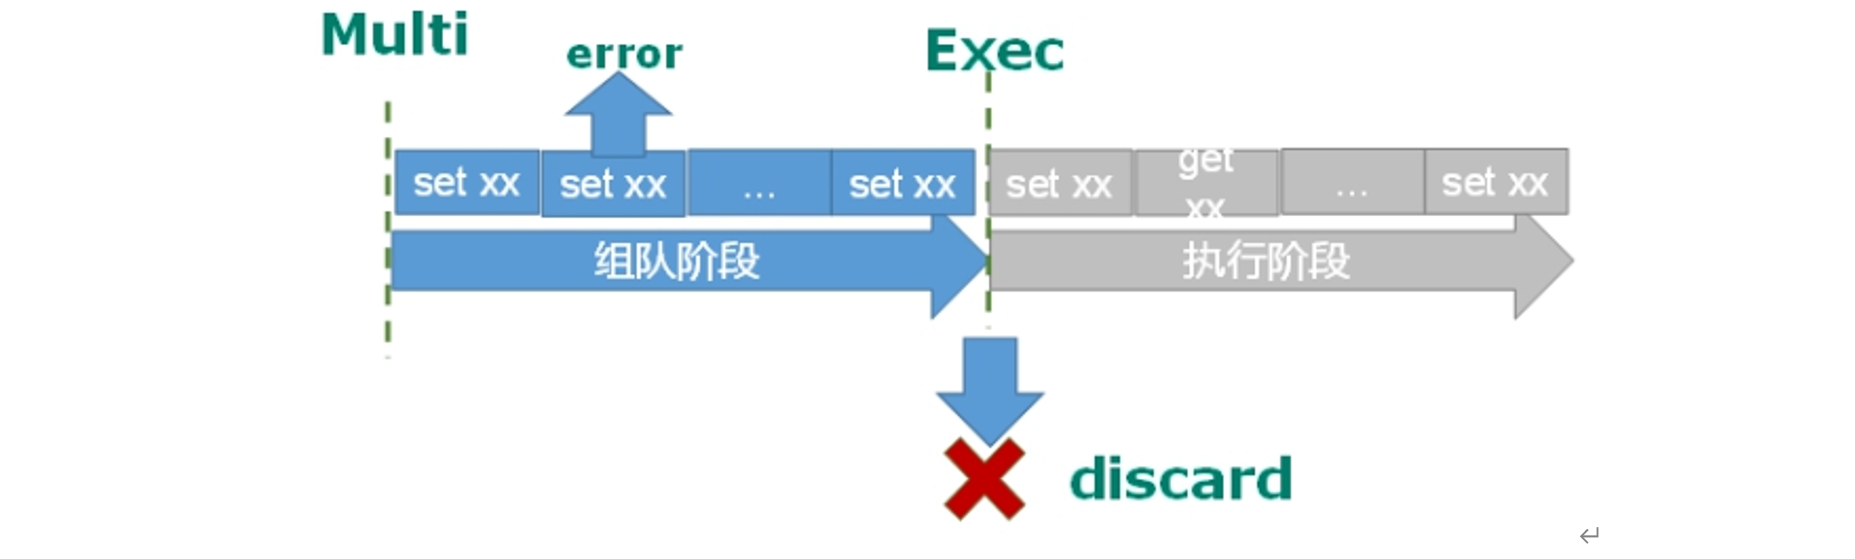 Multi
error
Exec
set xx
set xx
...
set xx
set xx
get
xx
...
set xx
组队阶段
执行阶段
discard